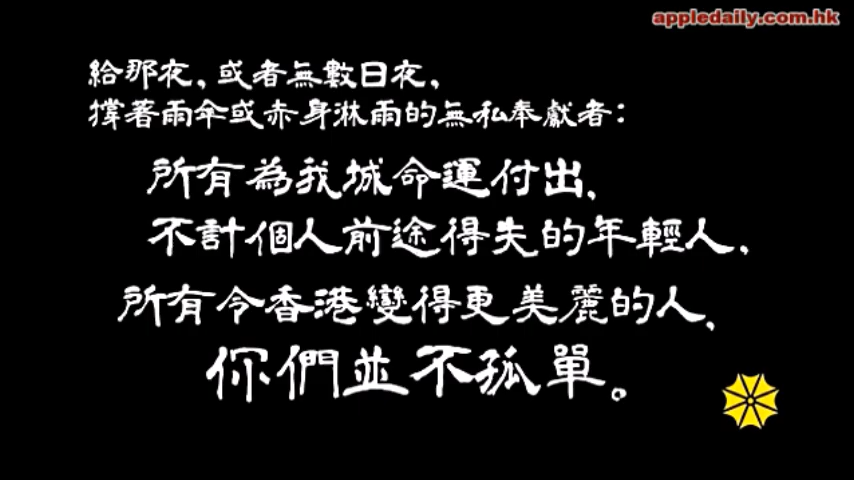 appledaily.com.hk
給那夜，或者無數日夜，
撐著雨伞或赤身淋雨的無私奉獻者：
所有為我城命運付出，
不計個人前途得失的年輕人，
所有令香港變得更美麗的人，
你們並不孤單。